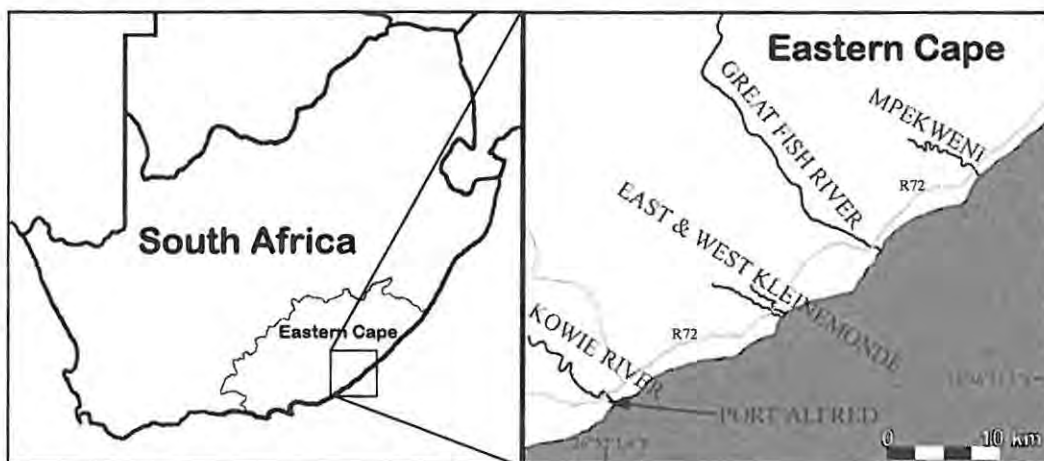 South Africa
Eastern Cape
Eastern Cape
MPEKWENI
GREAT FISH RIVER
R72
EAST & WEST KLEINEMONDE
R72
KOWIE RIVER
PORT ALFRED
0 10 km